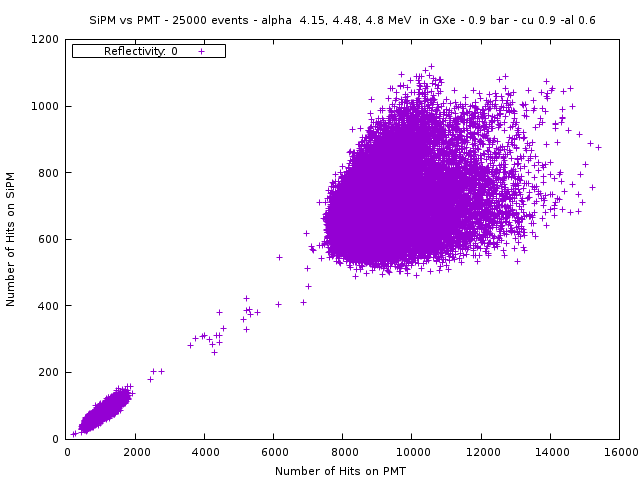 SiPM vs PMT - 25000 events - alpha  4.15, 4.48, 4.8 MeV  in GXe - 0.9 bar - cu 0.9 -al 0.6
Reflectivity: 0
1200
1000
800
600
400
200
0
Number of Hits on SiPM
0 2000 4000 6000 8000 10000 12000 14000 16000
Number of Hits on PMT